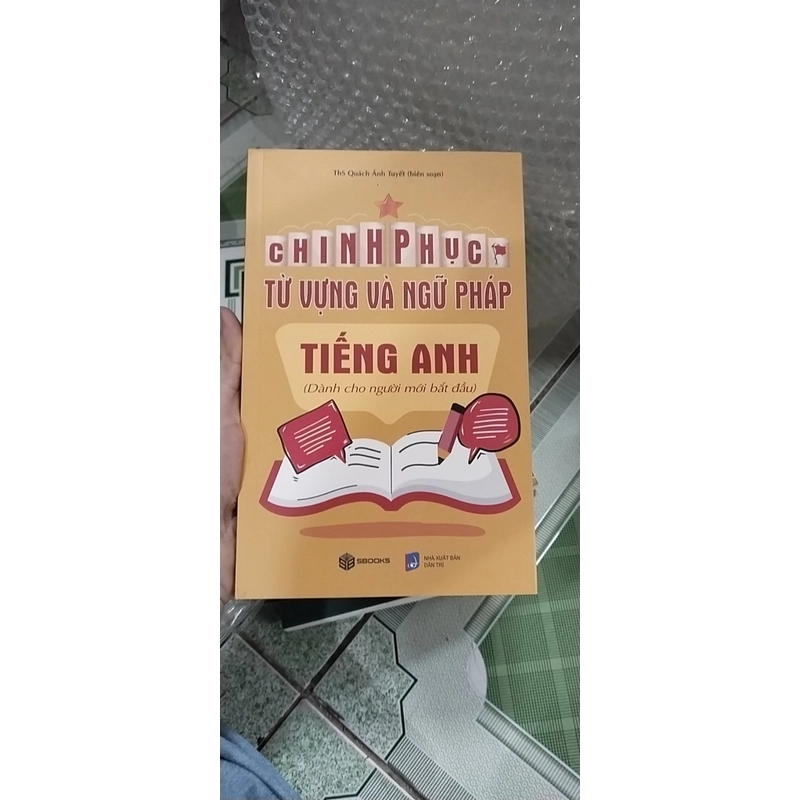 ThS Quách Ánh Tuyết (biên soạn)
CHINH PHỤC
TỪ VỰNG VÀ NGỮ PHÁP
TIẾNG ANH
(Dành cho người mới bắt đầu)
SBOOKS
NHÀ XUẤT BẢN
DÂN TRÍ